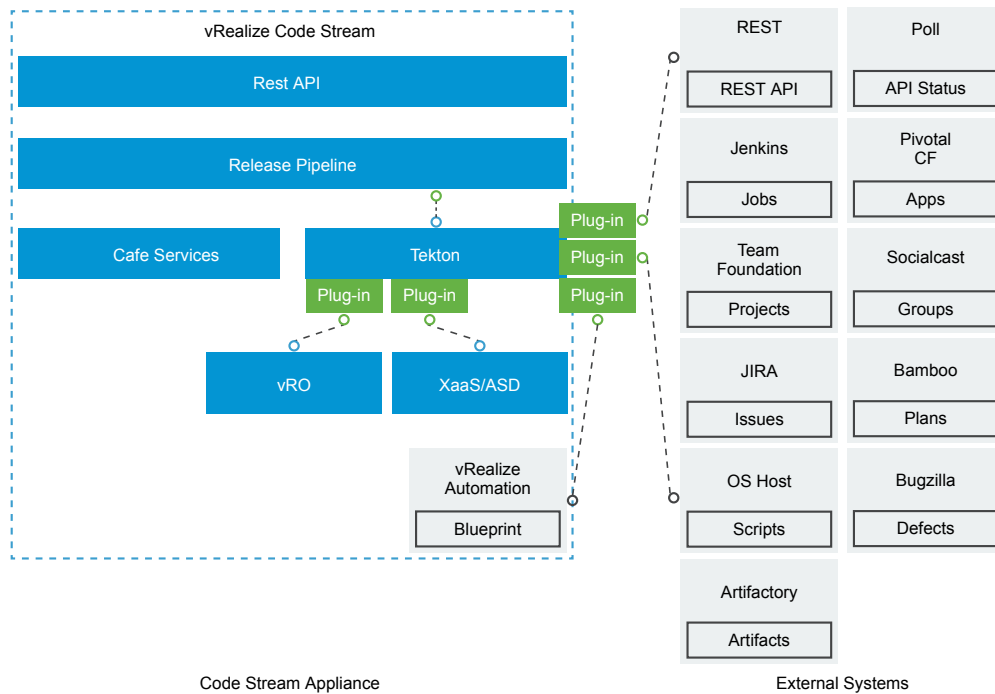 vRealize Code Stream
Rest API
Release Pipeline
Cafe Services
Tekton
Plug-in
Plug-in
Plug-in
Plug-in
Plug-in
vRO
XaaS/ASD
vRealize
Automation
Blueprint
REST
REST API
Poll
API Status
Jenkins
Jobs
Pivotal
CF
Apps
Team
Foundation
Projects
Socialcast
Groups
JIRA
Issues
Bamboo
Plans
OS Host
Scripts
Bugzilla
Defects
Artifactory
Artifacts
Code Stream Appliance
External Systems